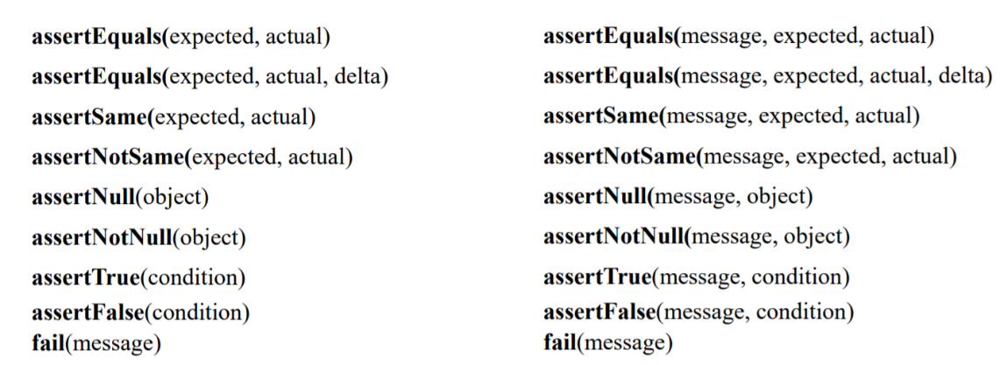 assertEquals(expected, actual)
assertEquals(expected, actual, delta)
assertSame(expected, actual)
assertNotSame(expected, actual)
assertNull(object)
assertNotNull(object)
assertTrue(condition)
assertFalse(condition)
fail(message)
assertEquals(message, expected, actual)
assertEquals(message, expected, actual, delta)
assertSame(message, expected, actual)
assertNotSame(message, expected, actual)
assertNull(message, object)
assertNotNull(message, object)
assertTrue(message, condition)
assertFalse(message, condition)
fail(message)